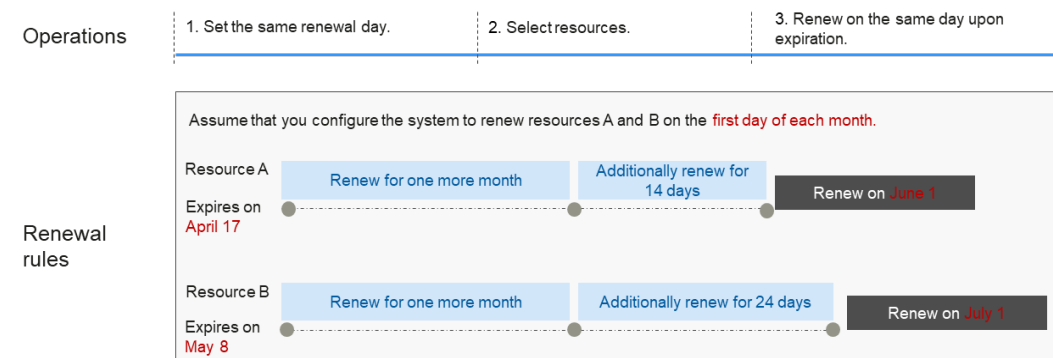 Operations
1. Set the same renewal day.
2. Select resources.
3. Renew on the same day upon
expiration.
Renewal
rules
Assume that you configure the system to renew resources A and B on the first day of each month.
Resource A
Renew for one more month
Additionally renew for
14 days
Renew on June 1
Expires on
April 17
Resource B
Renew for one more month
Additionally renew for 24 days
Renew on July 1
Expires on
May 8